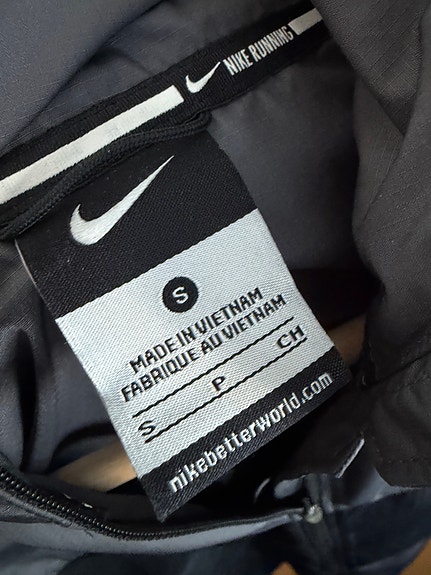 NIKE RUNNING
S
MADE IN VIETNAM
FABRIQUE AU VIETNAM
S P CH
nikebetterworld.com